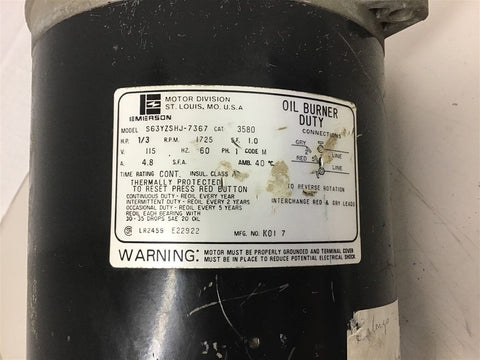 MOTOR DIVISION
ST. LOUIS, MO. U.S.A
EMERSON
OIL BURNER
DUTY
CONNECTIONS
MODEL S63YZSHJ-7367 CAT. 3580
H.P. 1/3 R.P.M. 1725 S.F. 1.0
V. 115 HZ. 60 PH. 1 CODE M
A. 4.8 S.F.A. AMB. 40°C
GRY
LINE
RED 5
LINE
TIME RATING CONT. INSUL. CLASS A
THERMALLY PROTECTED
TO RESET PRESS RED BUTTON
CONTINUOUS DUTY - REOIL EVERY YEAR
INTERMITTENT DUTY - REOIL EVERY 2 YEARS
OCCASIONAL DUTY - REOIL EVERY 5 YEARS
REOIL EACH BEARING WITH
30-35 DROPS SAE 20 OIL
TO REVERSE ROTATION
INTERCHANGE RED & GRY LEADS
LR2459 E22922
MFG. NO. K01 7
WARNING: MOTOR MUST BE PROPERLY GROUNDED AND TERMINAL COVER
MUST BE IN PLACE TO REDUCE POTENTIAL ELECTRICAL SHOCK.